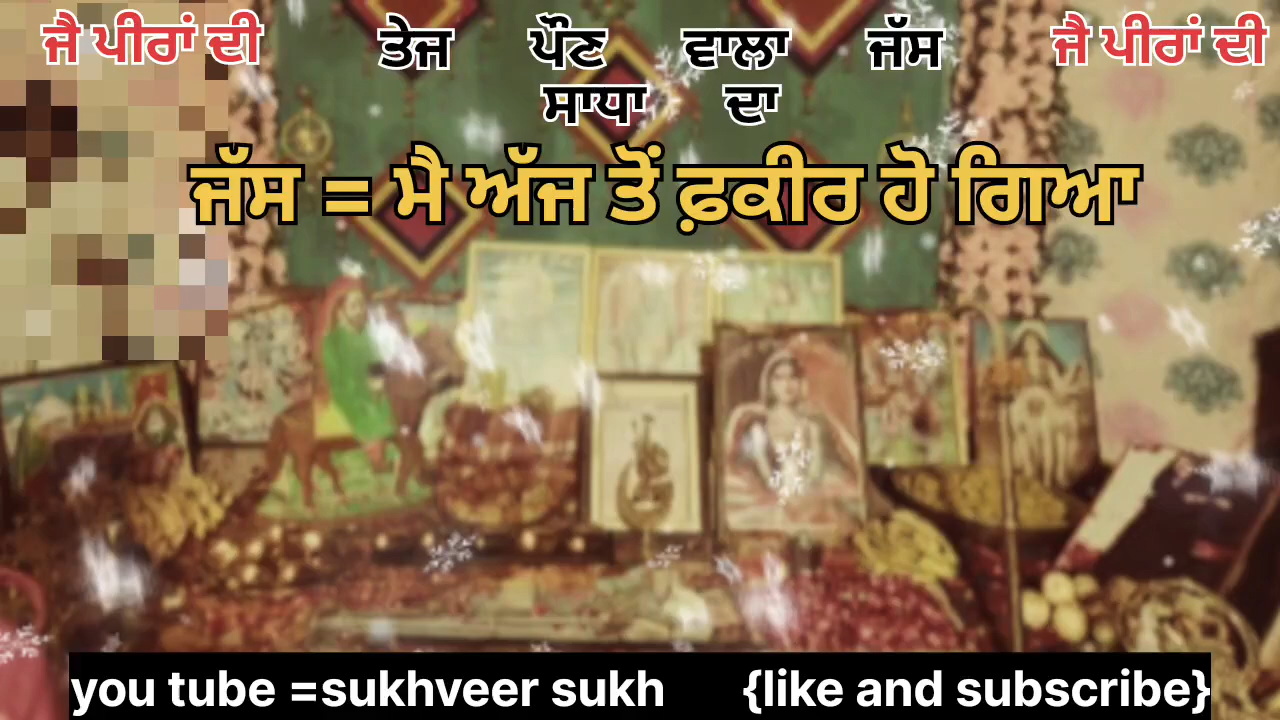 ਜੈ ਪੀਰਾਂ ਦੀ
ਤੇਜ ਪੌਣ ਵਾਲਾ ਜੱਸ
ਜੈ ਪੀਰਾਂ ਦੀ
ਸਾਧਾ ਦਾ
ਜੱਸ = ਮੈ ਅੱਜ ਤੋਂ ਫ਼ਕੀਰ ਹੋ ਗਿਆ
you tube =sukhveer sukh {like and subscribe}